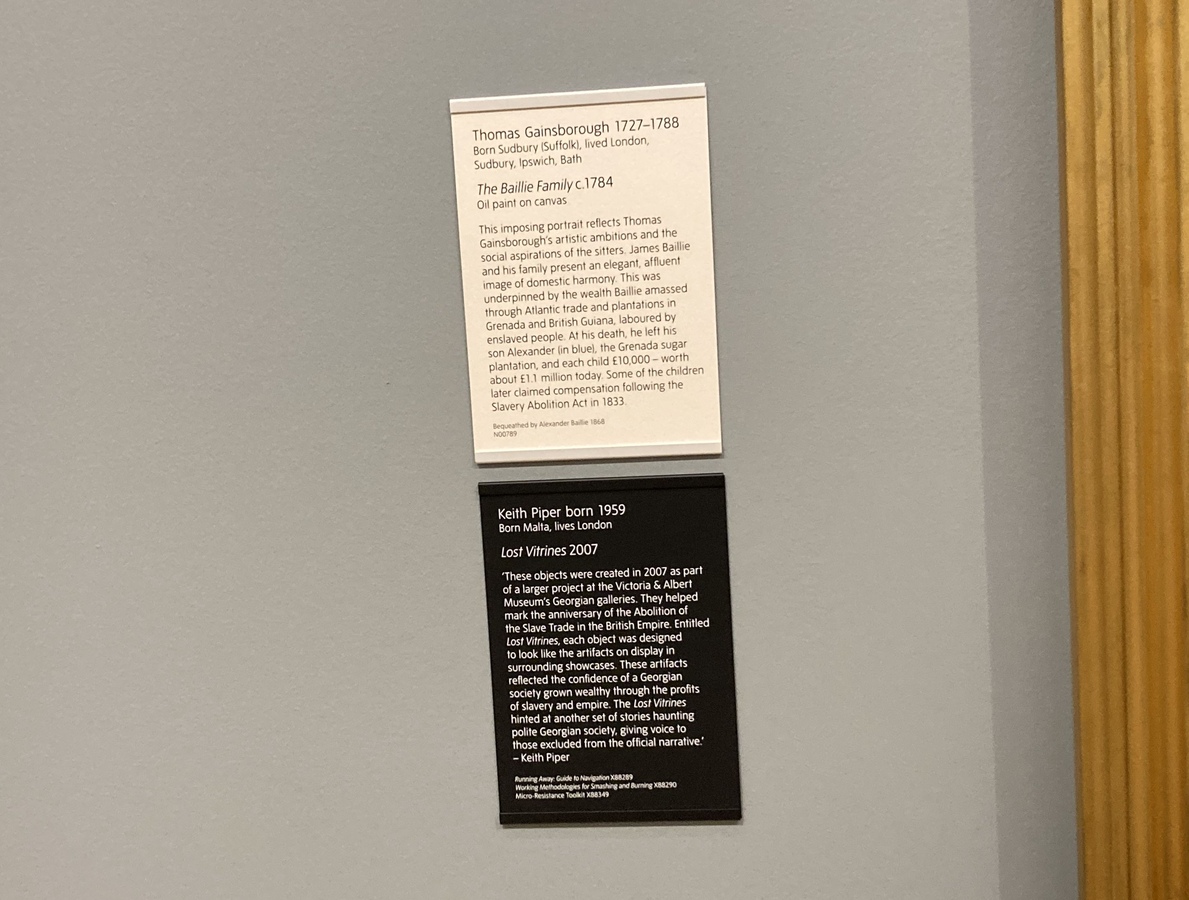 Thomas Gainsborough 1727–1788
Born Sudbury (Suffolk), lived London,
Sudbury, Ipswich, Bath
The Baillie Family c.1784
Oil paint on canvas
This imposing portrait reflects Thomas
Gainsborough's artistic ambitions and the
social aspirations of the sitters. James Baillie
and his family present an elegant, affluent
image of domestic harmony. This was
underpinned by the wealth Baillie amassed
through Atlantic trade and plantations in
Grenada and British Guiana, laboured by
enslaved people. At his death, he left his
son Alexander (in blue), the Grenada sugar
plantation, and each child £10,000 – worth
about £1.1 million today. Some of the children
later claimed compensation following the
Slavery Abolition Act in 1833.
Bequeathed by Alexander Baillie 1868
N00789
Keith Piper born 1959
Born Malta, lives London
Lost Vitrines 2007
'These objects were created in 2007 as part
of a larger project at the Victoria & Albert
Museum's Georgian galleries. They helped
mark the anniversary of the Abolition of
the Slave Trade in the British Empire. Entitled
Lost Vitrines, each object was designed
to look like the artifacts on display in
surrounding showcases. These artifacts
reflected the confidence of a Georgian
society grown wealthy through the profits
of slavery and empire. The Lost Vitrines
hinted at another set of stories haunting
polite Georgian society, giving voice to
those excluded from the official narrative.'
– Keith Piper
Running Away: Guide to Navigation X88289
Working Methodologies for Smashing and Burning X88290
Micro-Resistance Toolkit X88349